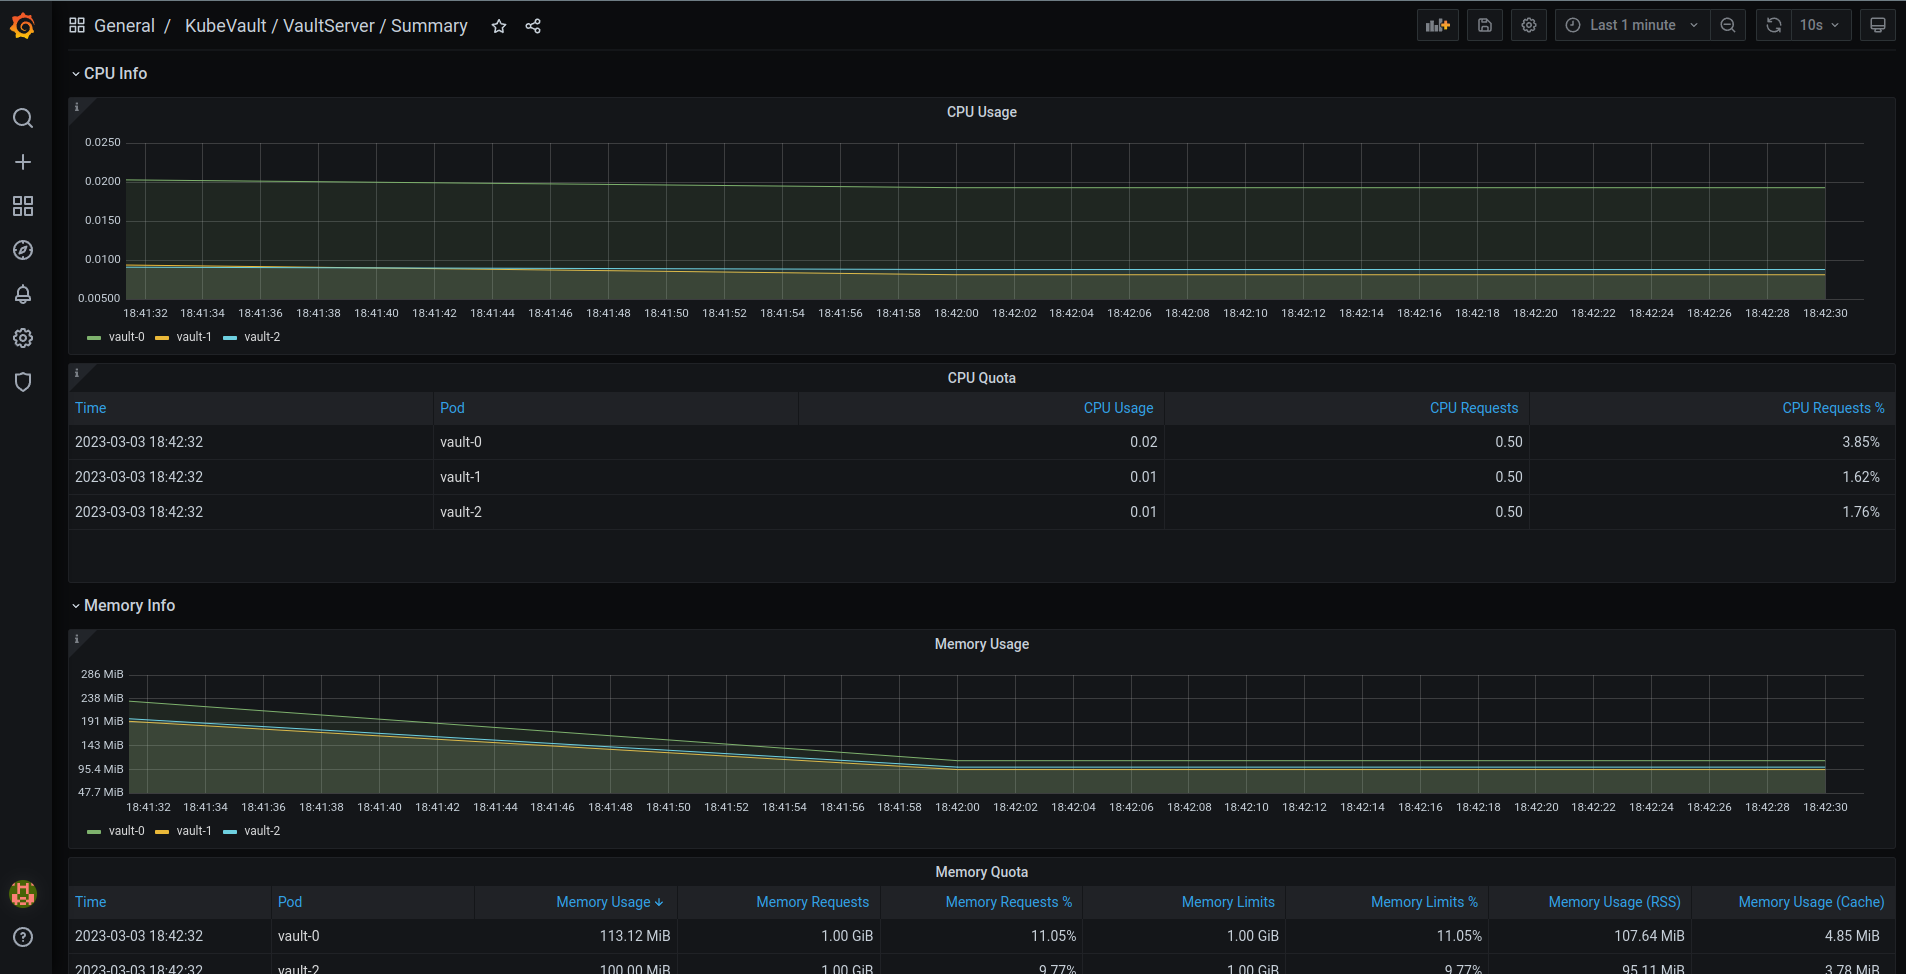 General / KubeVault / VaultServer / Summary
Last 1 minute
10s
CPU Info
CPU Usage
0.0250
0.0200
0.0150
0.0100
0.00500
18:41:32 18:41:34 18:41:36 18:41:38 18:41:40 18:41:42 18:41:44 18:41:46 18:41:48 18:41:50 18:41:52 18:41:54 18:41:56 18:41:58 18:42:00 18:42:02 18:42:04 18:42:06 18:42:08 18:42:10 18:42:12 18:42:14 18:42:16 18:42:18 18:42:20 18:42:22 18:42:24 18:42:26 18:42:28 18:42:30
vault-0 vault-1 vault-2
CPU Quota
Time Pod CPU Usage CPU Requests CPU Requests %
2023-03-03 18:42:32 vault-0 0.02 0.50 3.85%
2023-03-03 18:42:32 vault-1 0.01 0.50 1.62%
2023-03-03 18:42:32 vault-2 0.01 0.50 1.76%
Memory Info
Memory Usage
286 MiB
238 MiB
191 MiB
143 MiB
95.4 MiB
47.7 MiB
18:41:32 18:41:34 18:41:36 18:41:38 18:41:40 18:41:42 18:41:44 18:41:46 18:41:48 18:41:50 18:41:52 18:41:54 18:41:56 18:41:58 18:42:00 18:42:02 18:42:04 18:42:06 18:42:08 18:42:10 18:42:12 18:42:14 18:42:16 18:42:18 18:42:20 18:42:22 18:42:24 18:42:26 18:42:28 18:42:30
vault-0 vault-1 vault-2
Memory Quota
Time Pod Memory Usage Memory Requests Memory Requests % Memory Limits Memory Limits % Memory Usage (RSS) Memory Usage (Cache)
2023-03-03 18:42:32 vault-0 113.12 MiB 1.00 GiB 11.05% 1.00 GiB 11.05% 107.64 MiB 4.85 MiB
2023-03-03 18:42:32 vault-2 100.00 MiB 1.00 GiB 9.77% 1.00 GiB 9.77% 95.11 MiB 3.78 MiB